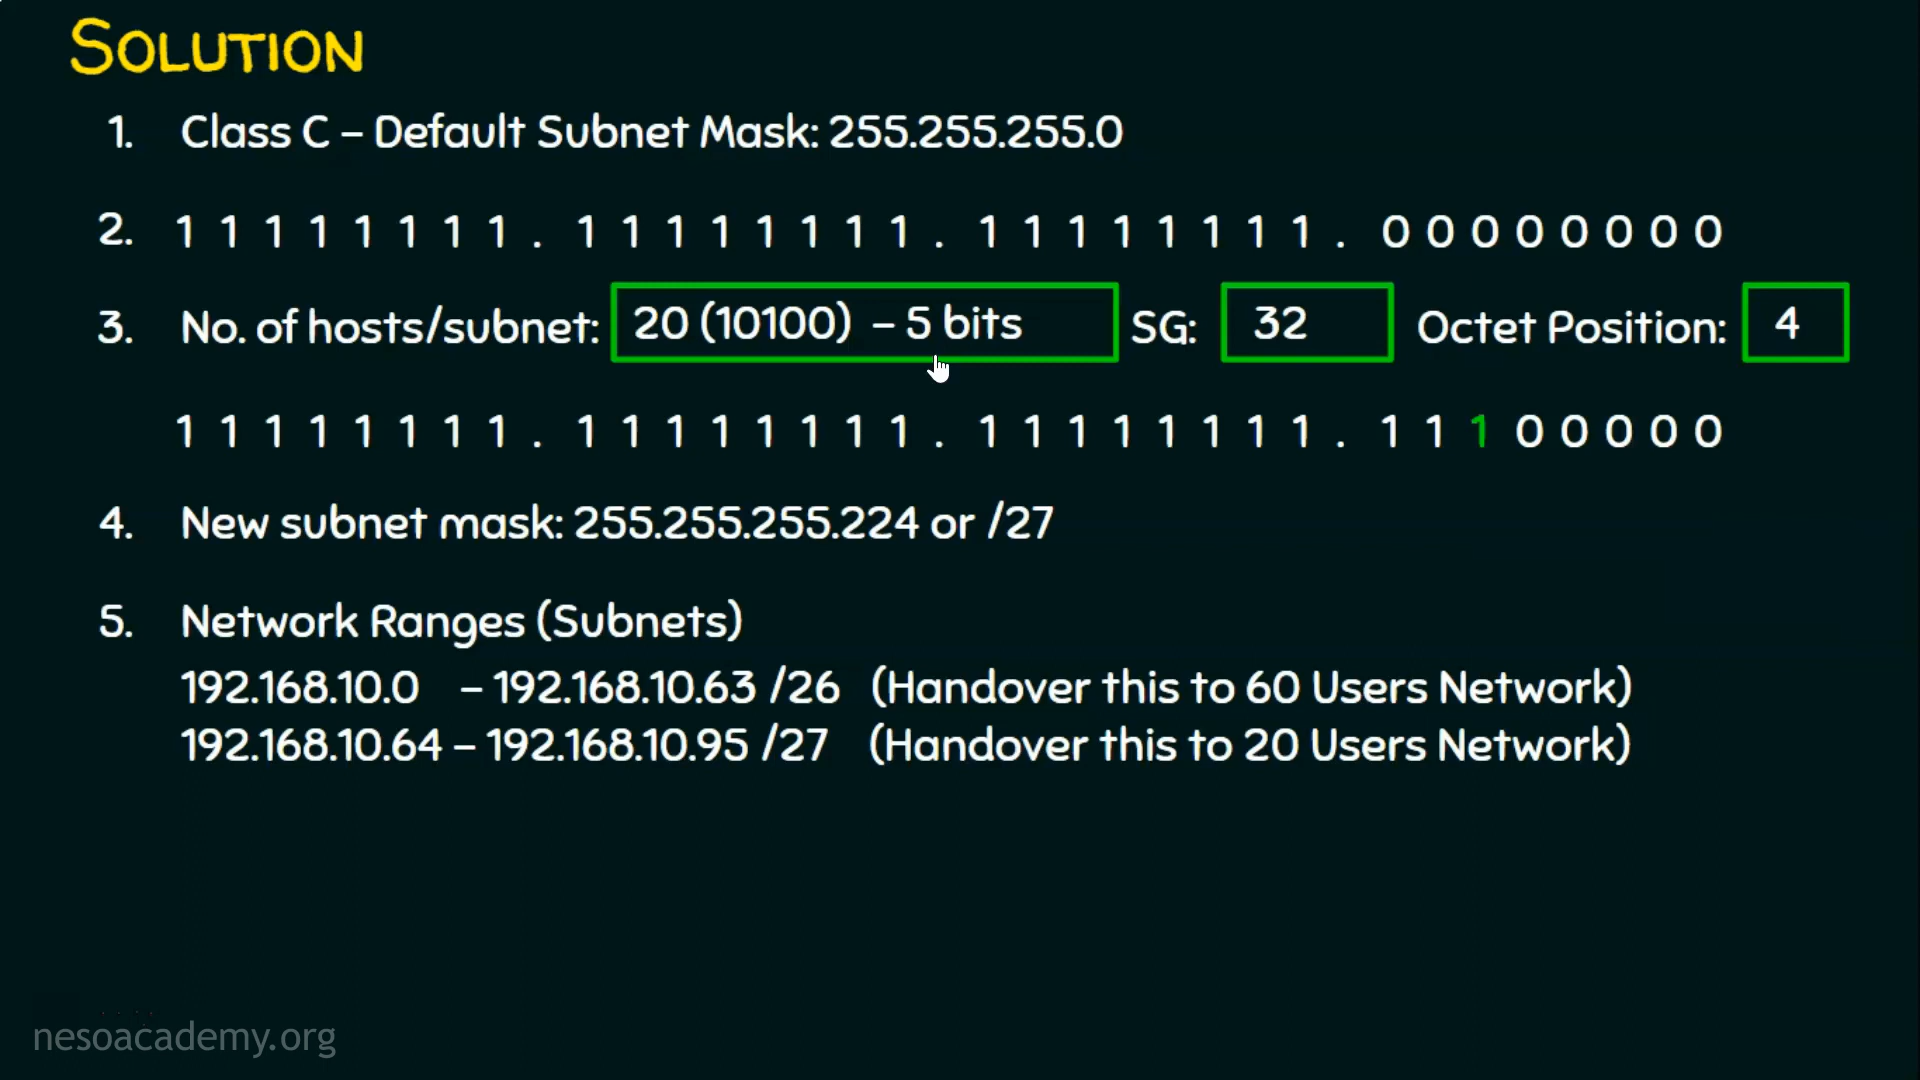 SOLUTION
1. Class C – Default Subnet Mask: 255.255.255.0
2. 1 1 1 1 1 1 1 1 . 1 1 1 1 1 1 1 1 . 1 1 1 1 1 1 1 1 . 0 0 0 0 0 0 0 0
3. No. of hosts/subnet: 20 (10100) – 5 bits SG: 32 Octet Position: 4
1 1 1 1 1 1 1 1 . 1 1 1 1 1 1 1 1 . 1 1 1 1 1 1 1 1 . 1 1 1 0 0 0 0 0
4. New subnet mask: 255.255.255.224 or /27
5. Network Ranges (Subnets)
192.168.10.0 – 192.168.10.63 /26 (Handover this to 60 Users Network)
192.168.10.64 – 192.168.10.95 /27 (Handover this to 20 Users Network)
nesoacademy.org